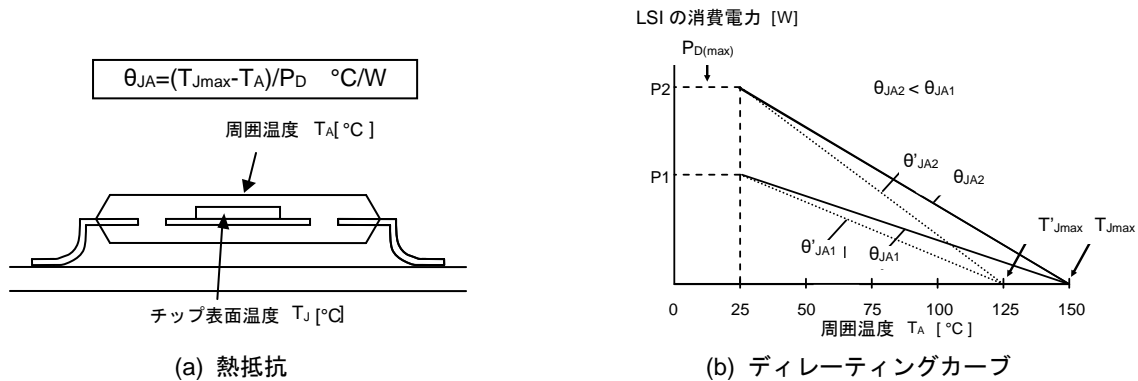 θJA=(TJmax-TA)/PD °C/W
周囲温度 TA[°C]
チップ表面温度 TJ [°C]
(a) 熱抵抗
LSI の消費電力 [W]
PD(max)
P2
θJA2 < θJA1
θ'JA2
θJA2
P1
T'Jmax TJmax
θ'JA1
θJA1
0 25 50 75 100 125 150
周囲温度 TA [°C]
(b) ディレーティングカーブ